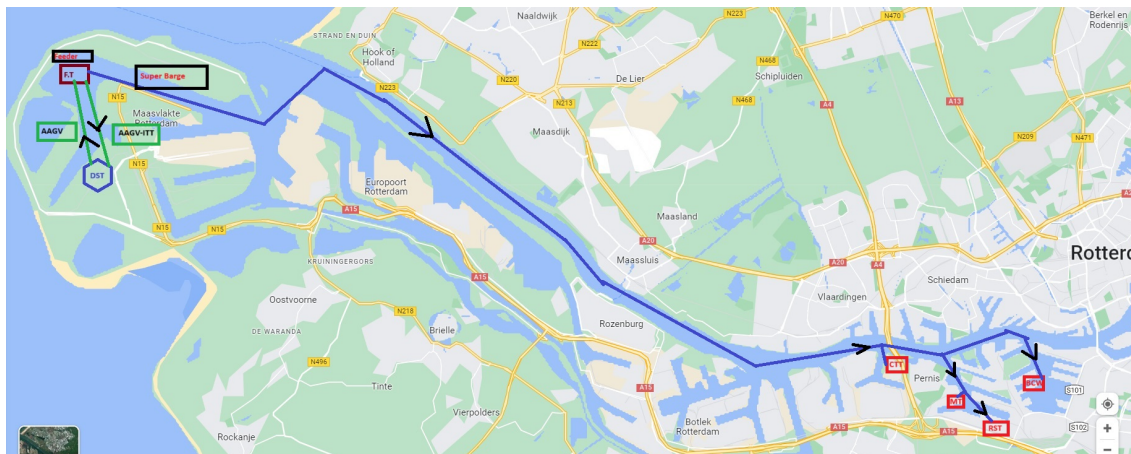 N223
N470
Berkel en
Rodenrijs
Naaldwijk
STRAND EN DUIN
N222
Feeder
Hook of
Holland
F.T
Super Barge
N468
Schipluiden
A13
De Lier
N220
N223
N15
Maasvlakte
Rotterdam
N213
N468
A4
AAGV
AAGV-ITT
Maasdijk
N209
N471
N15
DST
Europoort
Rotterdam
Maasland
N15
N15
A15
A20
A20
A4
KRUININGERGORS
Maassluis
Rotterd
A15
Schiedam
Oostvoorne
Vlaardingen
N218
Rozenburg
DE WARANDA
Brielle
CTT
Pernis
N496
Tinte
BCW
S101
MT
Vierpolders
Botlek
Rotterdam
A15
A15
RST
S102
Rockanje
+
−